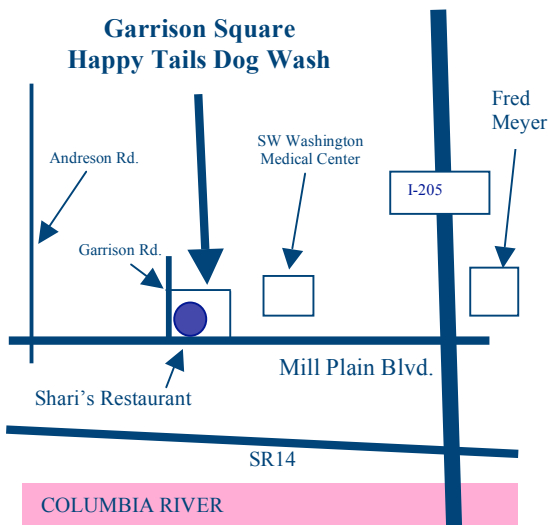 Garrison Square
Happy Tails Dog Wash
Fred
Meyer
SW Washington
Medical Center
Andreson Rd.
I-205
Garrison Rd.
Mill Plain Blvd.
Shari’s Restaurant
SR14
COLUMBIA RIVER